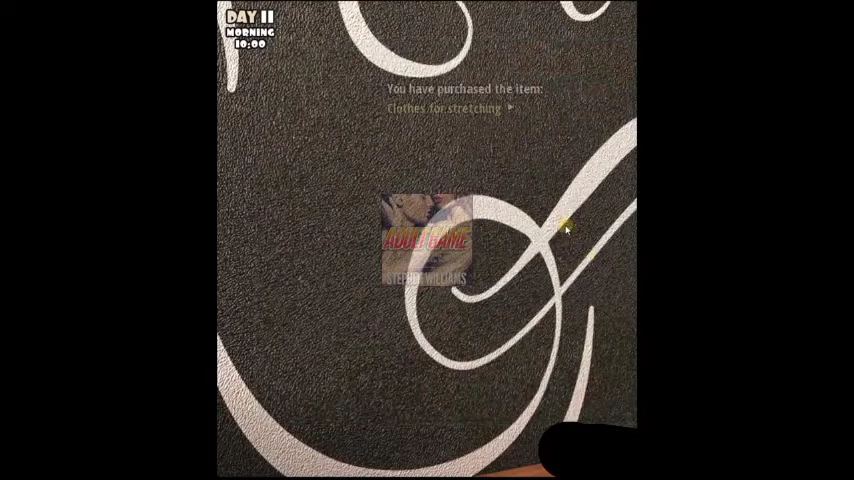 DAY 11
MORNING
10:00
You have purchased the item:
Clothes for stretching
ADULT GAME
STEPHEN WILLIAMS